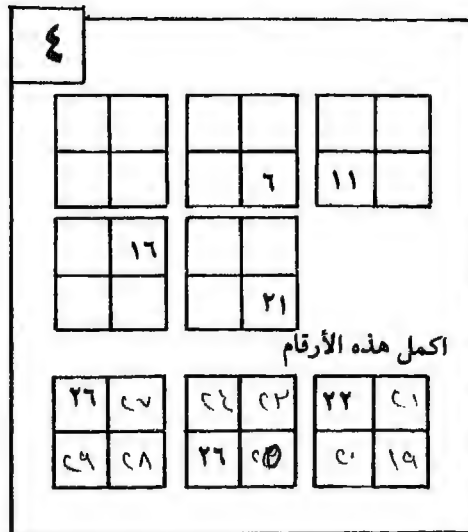 ٤
١١ ٦
١٦
٢١
اكمل هذه الأرقام
٢١ ٢٢ ٢٣ ٢٤ ٢٧ ٢٦
١٩ ٢٠ ٢٥ ٢٦ ٢٨ ٢٩